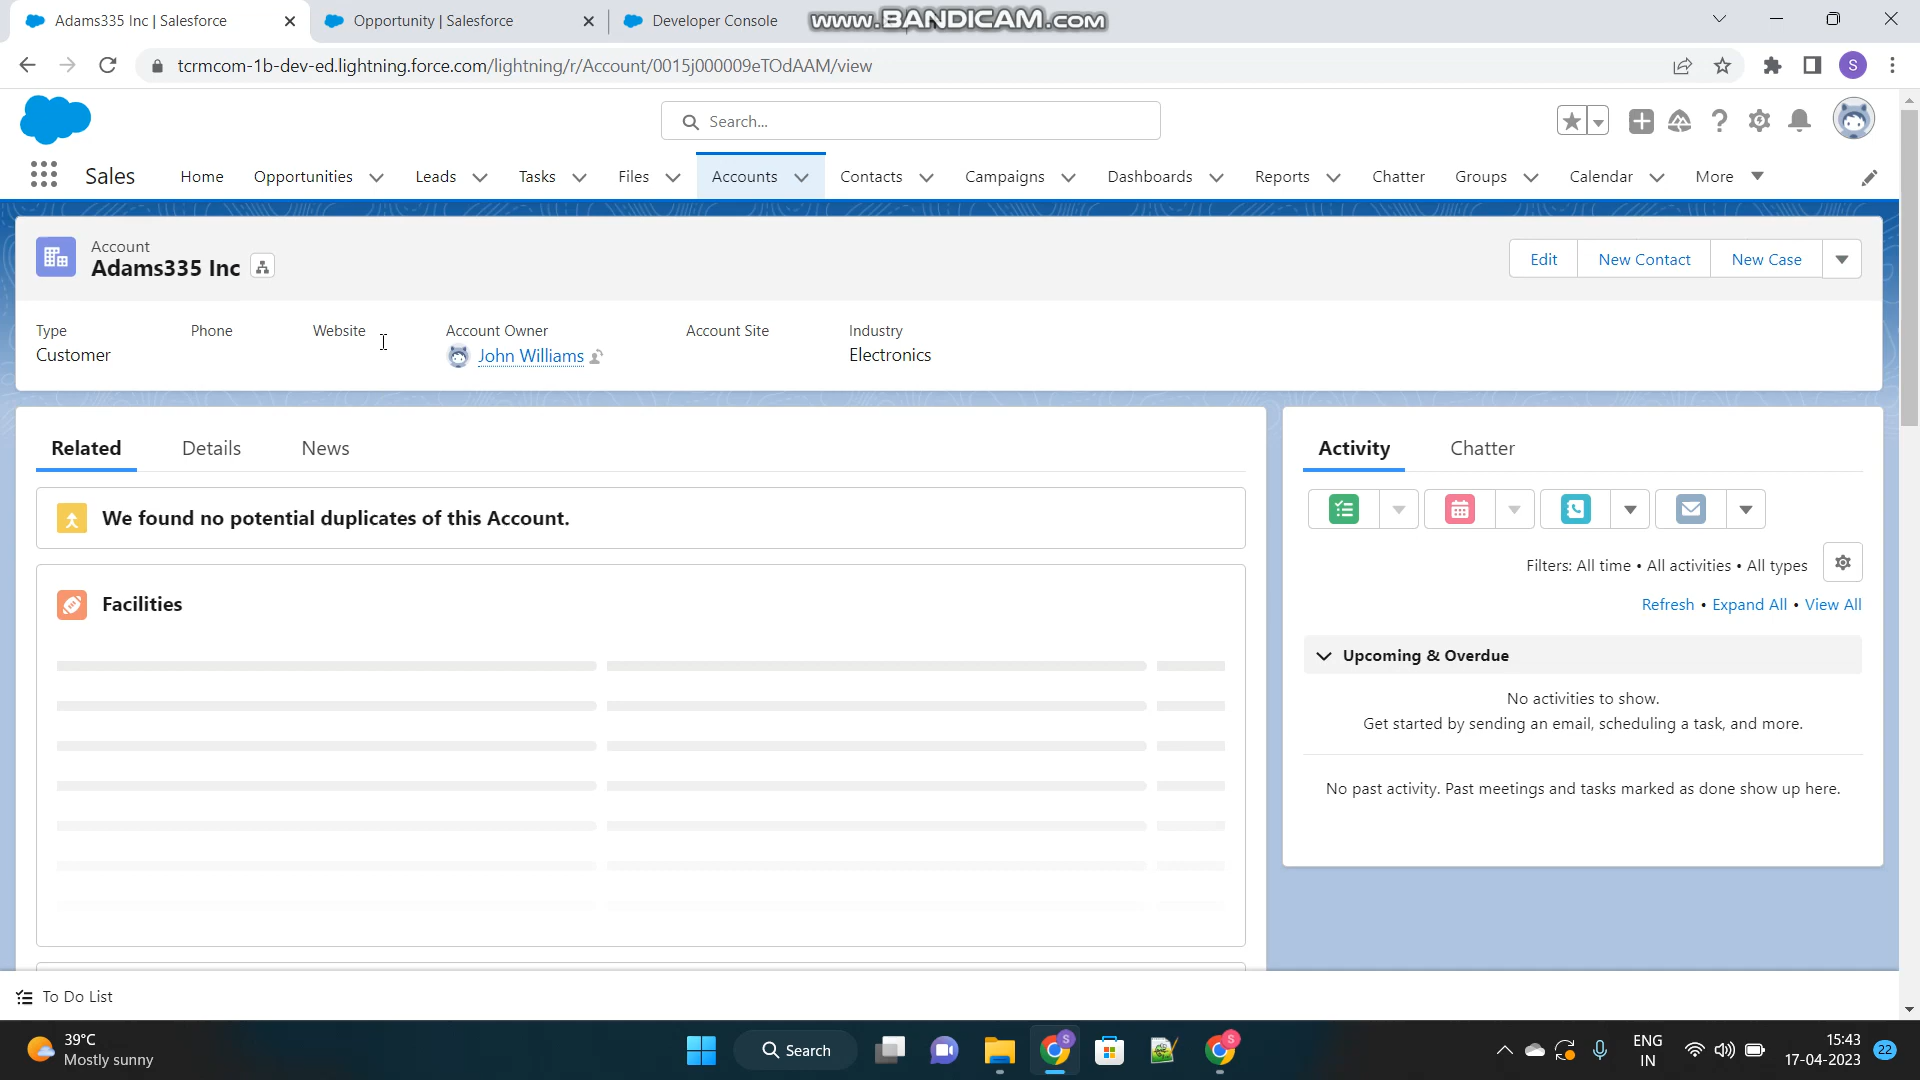 Adams335 Inc | Salesforce
Opportunity | Salesforce
Developer Console
www.BANDICAM.com
tcrmcom-1b-dev-ed.lightning.force.com/lightning/r/Account/0015j000009eTOdAAM/view
S
Search...
Sales
Home
Opportunities
Leads
Tasks
Files
Accounts
Contacts
Campaigns
Dashboards
Reports
Chatter
Groups
Calendar
More
Account
Adams335 Inc
Edit
New Contact
New Case
Type
Phone
Website
Account Owner
Account Site
Industry
Customer
John Williams
Electronics
Related
Details
News
Activity
Chatter
We found no potential duplicates of this Account.
Filters: All time • All activities • All types
Refresh • Expand All • View All
Facilities
Upcoming & Overdue
No activities to show.
Get started by sending an email, scheduling a task, and more.
No past activity. Past meetings and tasks marked as done show up here.
To Do List
39°C
Mostly sunny
Search
S
S
ENG
IN
15:43
17-04-2023
22